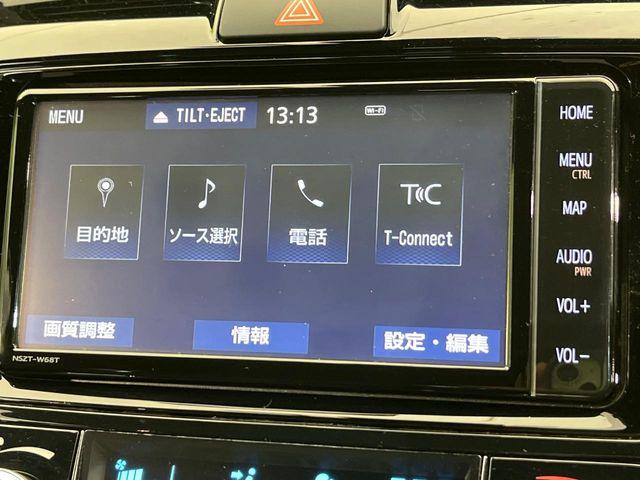 MENU
TILT・EJECT
13:13
Wi-Fi
目的地
ソース選択
電話
T-Connect
画質調整
情報
設定・編集
NSZT-W68T
HOME
MENU
CTRL
MAP
AUDIO
PWR
VOL+
VOL-